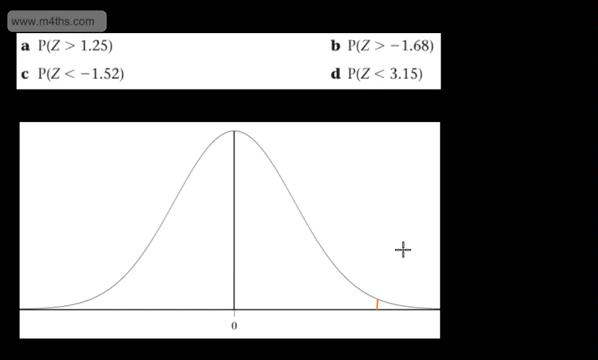 www.m4ths.com
a P(Z > 1.25) b P(Z > −1.68)
c P(Z < −1.52) d P(Z < 3.15)
0